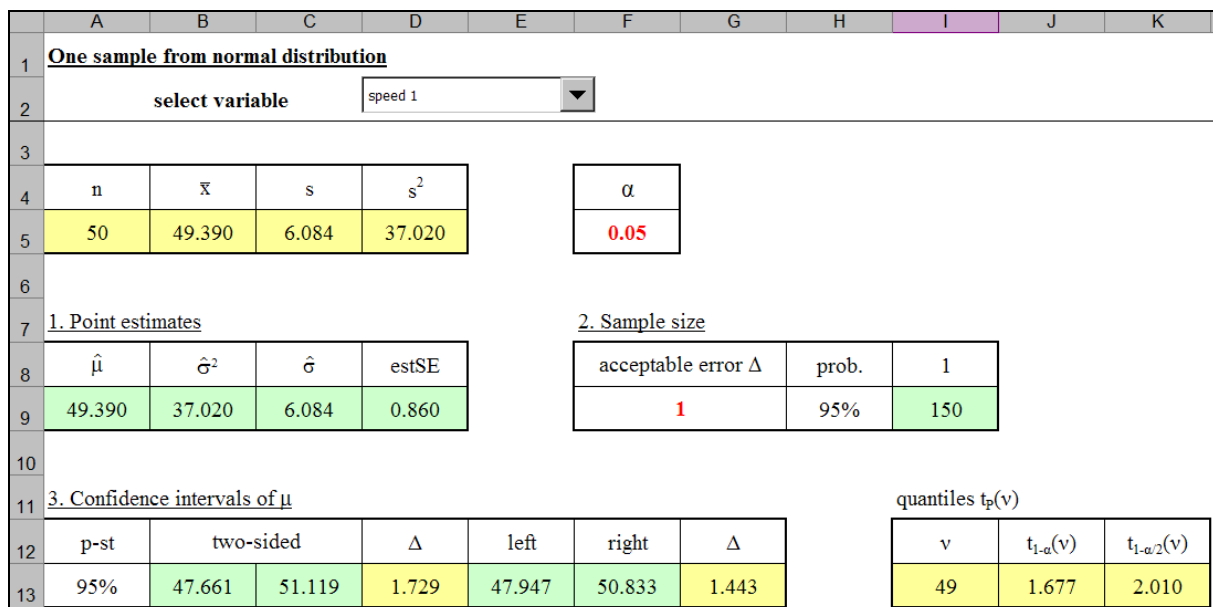 A B C D E F G H I J K
1 One sample from normal distribution
2 select variable speed 1
3
4 n x̅ s s² α
5 50 49.390 6.084 37.020 0.05
6
7 1. Point estimates 2. Sample size
8 μ̂ σ̂² σ̂ estSE acceptable error Δ prob. 1
9 49.390 37.020 6.084 0.860 1 95% 150
10
11 3. Confidence intervals of μ quantiles tP(ν)
12 p-st two-sided Δ left right Δ ν t1-α(ν) t1-α/2(ν)
13 95% 47.661 51.119 1.729 47.947 50.833 1.443 49 1.677 2.010